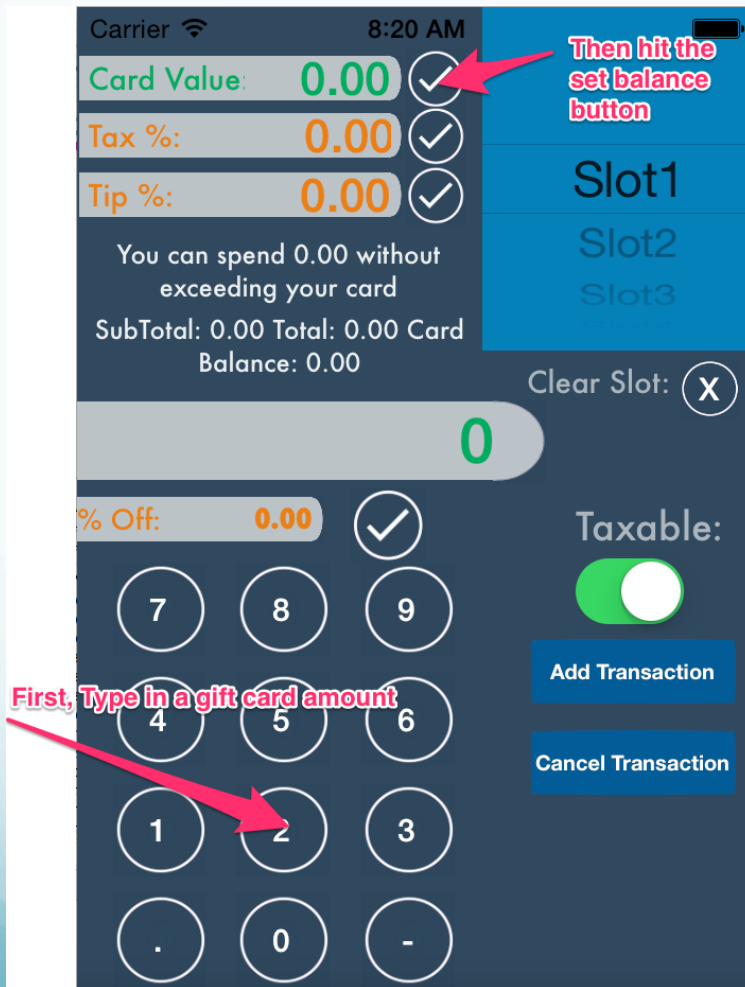 Carrier 8:20 AM
Card Value: 0.00
Then hit the
set balance
button
Tax %: 0.00
Tip %: 0.00
Slot1
Slot2
Slot3
You can spend 0.00 without
exceeding your card
SubTotal: 0.00 Total: 0.00 Card
Balance: 0.00
Clear Slot: X
0
% Off: 0.00
Taxable:
7 8 9
Add Transaction
First, Type in a gift card amount
4 5 6
Cancel Transaction
1 2 3
. 0 -